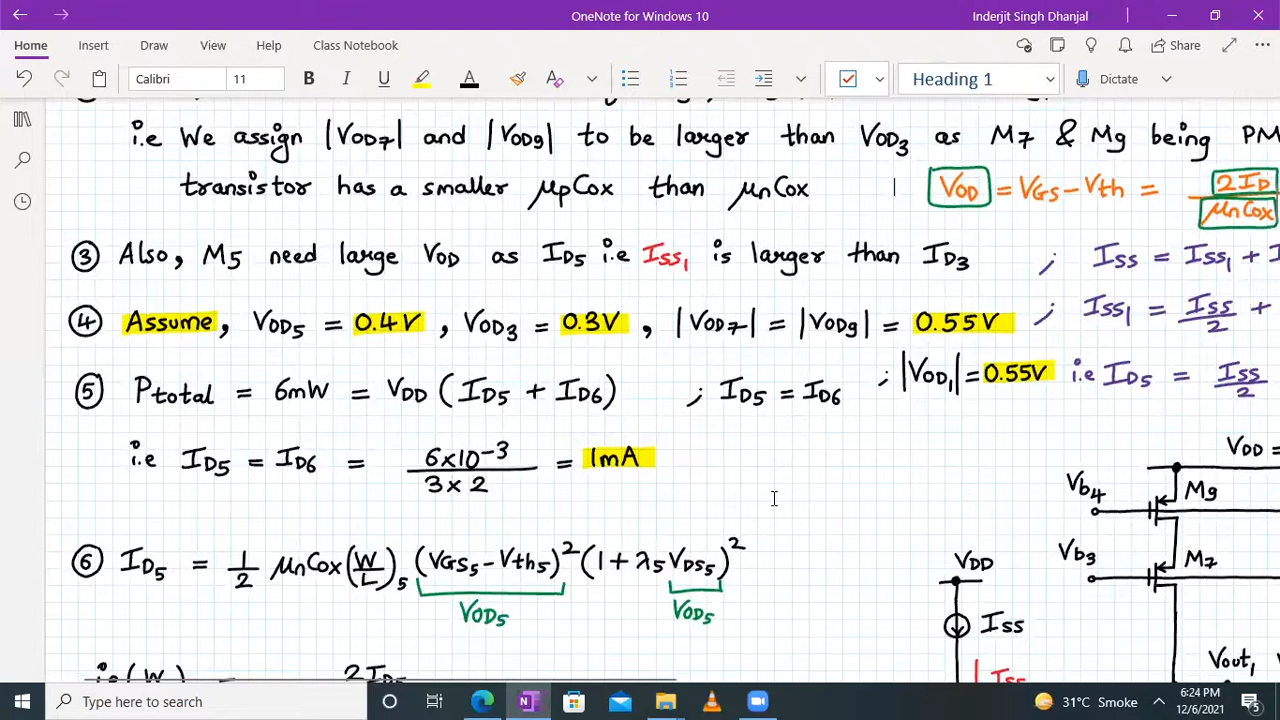 OneNote for Windows 10
Inderjit Singh Dhanjal
Home Insert Draw View Help Class Notebook
Share
Calibri 11 B I U A Heading 1 Dictate
i.e We assign |VOD7| and |VOD9| to be larger than VOD3 as M7 & M9 being PM
transistor has a smaller μpCox than μnCox | VOD = VGS - Vth = 2ID / μnCox
③ Also, M5 need large VOD as ID5 i.e ISS1 is larger than ID3 ; ISS = ISS1 + I
④ Assume, VOD5 = 0.4V, VOD3 = 0.3V, |VOD7| = |VOD9| = 0.55V ; ISS1 = ISS/2 +
; |VOD1| = 0.55V i.e ID5 = ISS/2
⑤ Ptotal = 6mW = VDD (ID5 + ID6) ; ID5 = ID6
i.e ID5 = ID6 = 6×10⁻³ / 3×2 = 1mA
VDD =
Vb4 M9
⑥ ID5 = 1/2 μnCox (W/L)5 (VGS5 - Vth5)² (1 + λ5 VDS5)²
VDD Vb3 M7
VOD5 VOD5
ISS
Vout1
ISS
2ID5
Type here to search
31°C Smoke
6:24 PM
12/6/2021
5